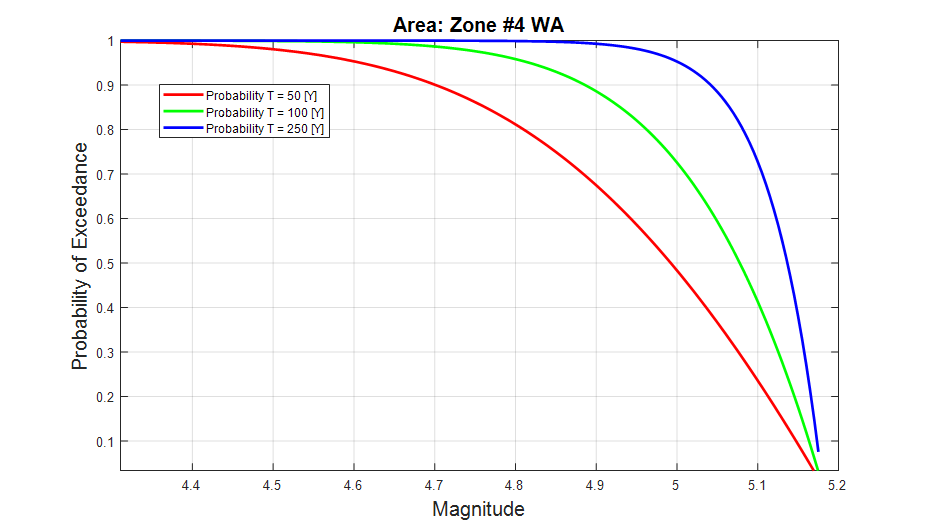 Area: Zone #4 WA
Probability of Exceedance
1
0.9
0.8
0.7
0.6
0.5
0.4
0.3
0.2
0.1
Probability T = 50 [Y]
Probability T = 100 [Y]
Probability T = 250 [Y]
4.4 4.5 4.6 4.7 4.8 4.9 5 5.1 5.2
Magnitude